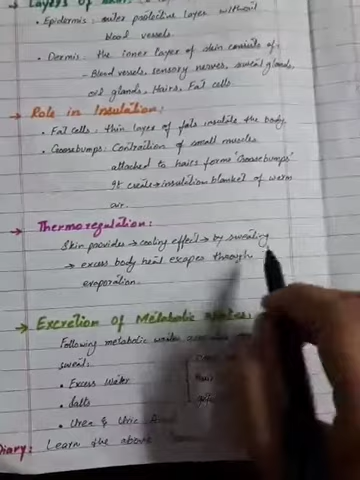 Layers of Skin:
• Epidermis: outer protective layer without
blood vessels.
• Dermis: the inner layer of skin consists of;
- Blood vessels, sensory nerves, sweat glands,
oil glands, Hairs, Fat cells
→ Role in Insulation:
• Fat cells: thin layer of fats insulate the body
• Goosebumps: Contraction of small muscles
attached to hairs forms "Goosebumps"
It creates → insulation blanket of warm
air.
→ Thermoregulation:
Skin provides → cooling effect → by sweating
→ excess body heat escapes through
evaporation.
→ Excretion of Metabolic
Following metabolic
sweat:
• Excess water
• Salts
• Urea & Uric
Diary: Learn the above